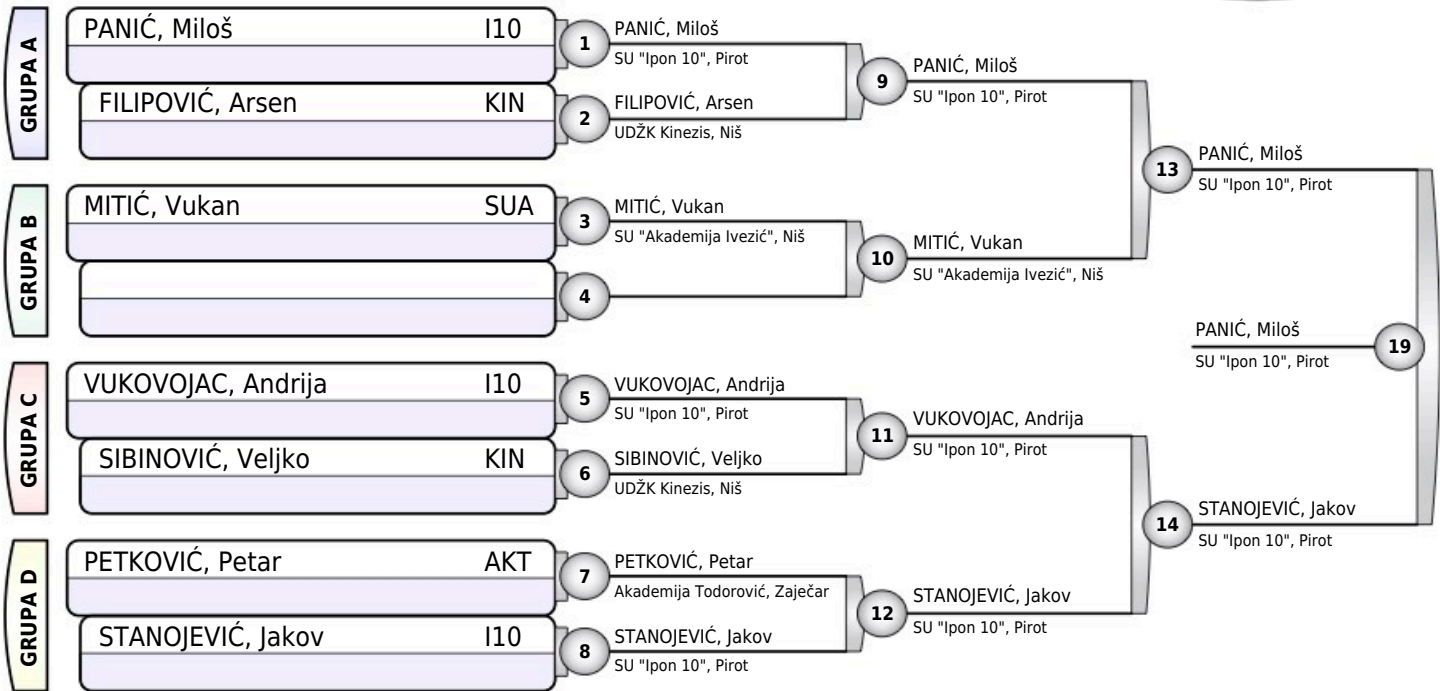 GRUPA A
PANIĆ, Miloš I10
FILIPOVIĆ, Arsen KIN
1
PANIĆ, Miloš
SU "Ipon 10", Pirot
2
FILIPOVIĆ, Arsen
UDŽK Kinezis, Niš
9
PANIĆ, Miloš
SU "Ipon 10", Pirot
GRUPA B
MITIĆ, Vukan SUA
3
MITIĆ, Vukan
SU "Akademija Ivezić", Niš
4
10
MITIĆ, Vukan
SU "Akademija Ivezić", Niš
13
PANIĆ, Miloš
SU "Ipon 10", Pirot
GRUPA C
VUKOVOJAC, Andrija I10
SIBINOVIĆ, Veljko KIN
5
VUKOVOJAC, Andrija
SU "Ipon 10", Pirot
6
SIBINOVIĆ, Veljko
UDŽK Kinezis, Niš
11
VUKOVOJAC, Andrija
SU "Ipon 10", Pirot
GRUPA D
PETKOVIĆ, Petar AKT
STANOJEVIĆ, Jakov I10
7
PETKOVIĆ, Petar
Akademija Todorović, Zaječar
8
STANOJEVIĆ, Jakov
SU "Ipon 10", Pirot
12
STANOJEVIĆ, Jakov
SU "Ipon 10", Pirot
14
STANOJEVIĆ, Jakov
SU "Ipon 10", Pirot
PANIĆ, Miloš
SU "Ipon 10", Pirot
19